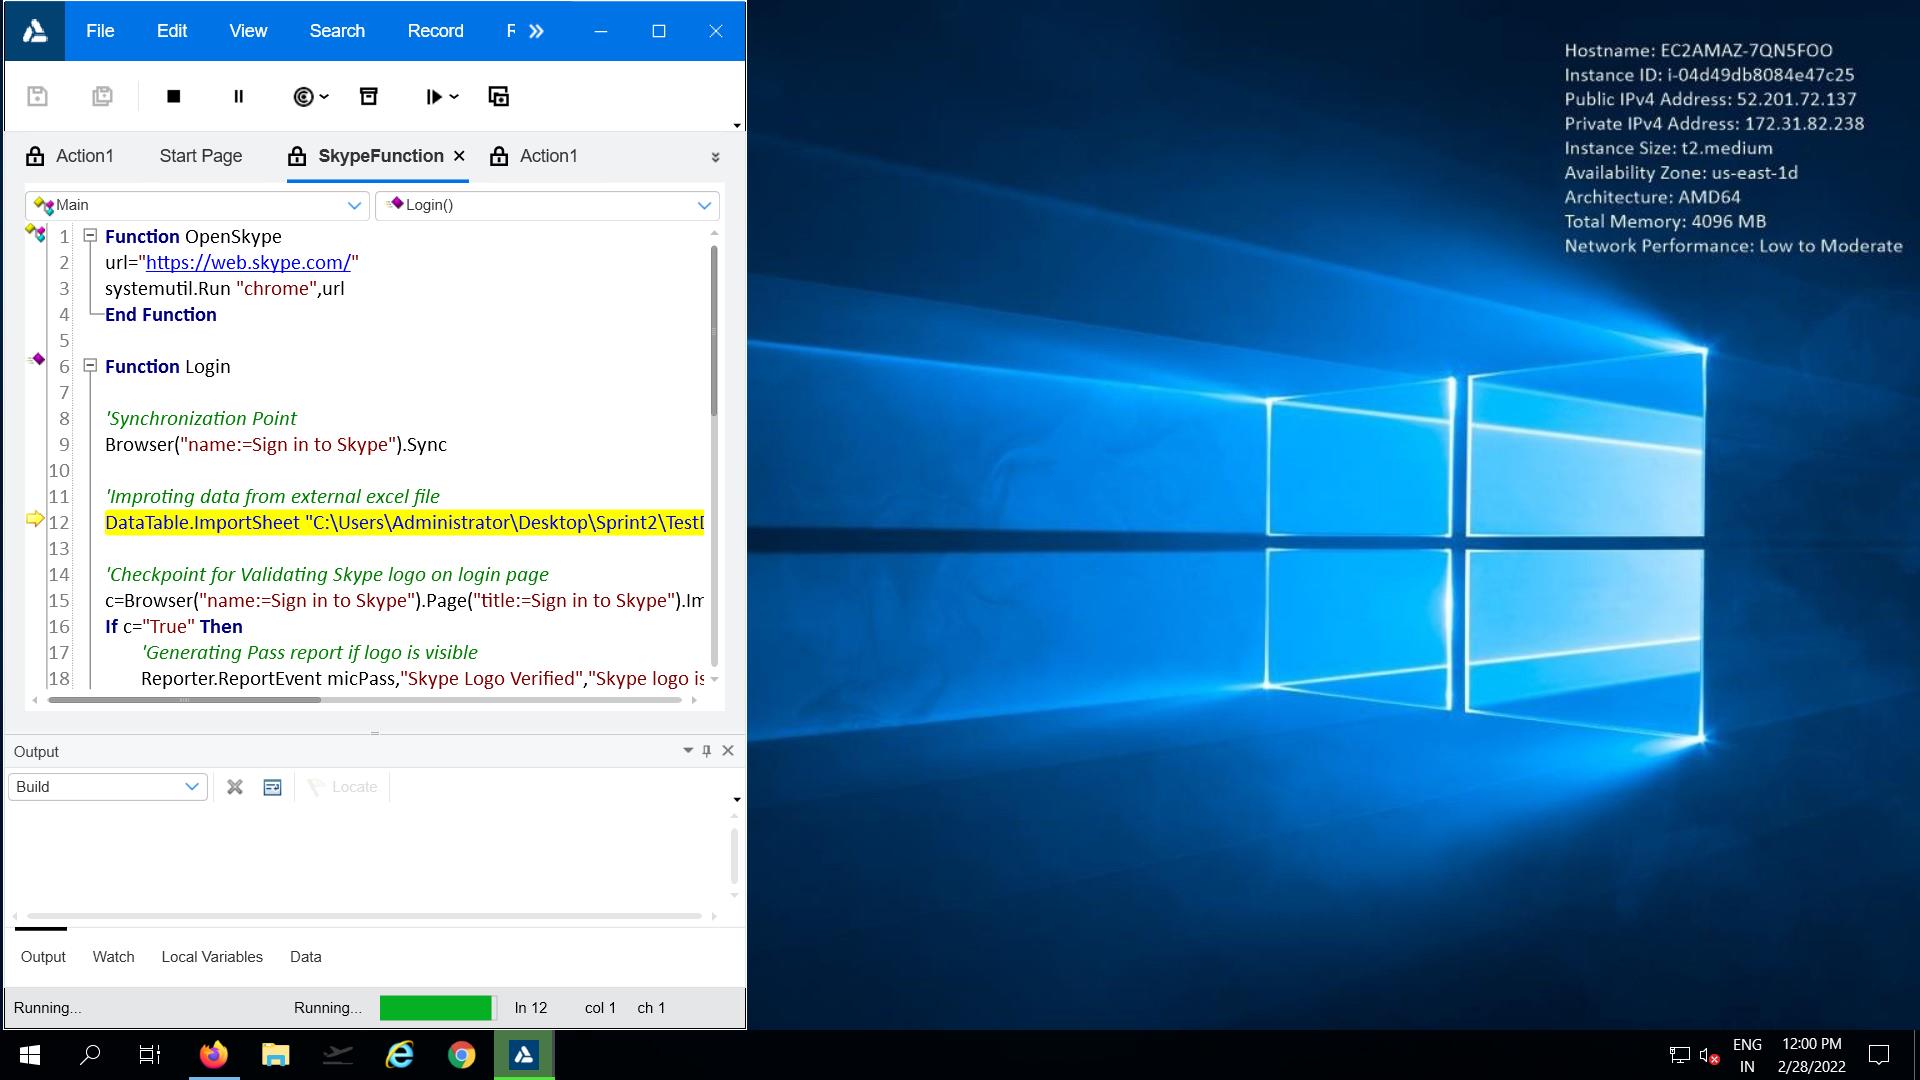 File Edit View Search Record
Action1 Start Page SkypeFunction Action1
Main Login()
1 Function OpenSkype
2 url="https://web.skype.com/"
3 systemutil.Run "chrome",url
4 End Function
5
6 Function Login
7
8 'Synchronization Point
9 Browser("name:=Sign in to Skype").Sync
10
11 'Improting data from external excel file
12 DataTable.ImportSheet "C:\Users\Administrator\Desktop\Sprint2\
13
14 'Checkpoint for Validating Skype logo on login page
15 c=Browser("name:=Sign in to Skype").Page("title:=Sign in to Skype").
16 If c="True" Then
17 'Generating Pass report if logo is visible
18 Reporter.ReportEvent micPass,"Skype Logo Verified","Skype logo is
Output
Build Locate
Output Watch Local Variables Data
Running... Running... ln 12 col 1 ch 1
Hostname: EC2AMAZ-7QN5FOO
Instance ID: i-04d49db8084e47c25
Public IPv4 Address: 52.201.72.137
Private IPv4 Address: 172.31.82.238
Instance Size: t2.medium
Availability Zone: us-east-1d
Architecture: AMD64
Total Memory: 4096 MB
Network Performance: Low to Moderate
ENG
IN
12:00 PM
2/28/2022